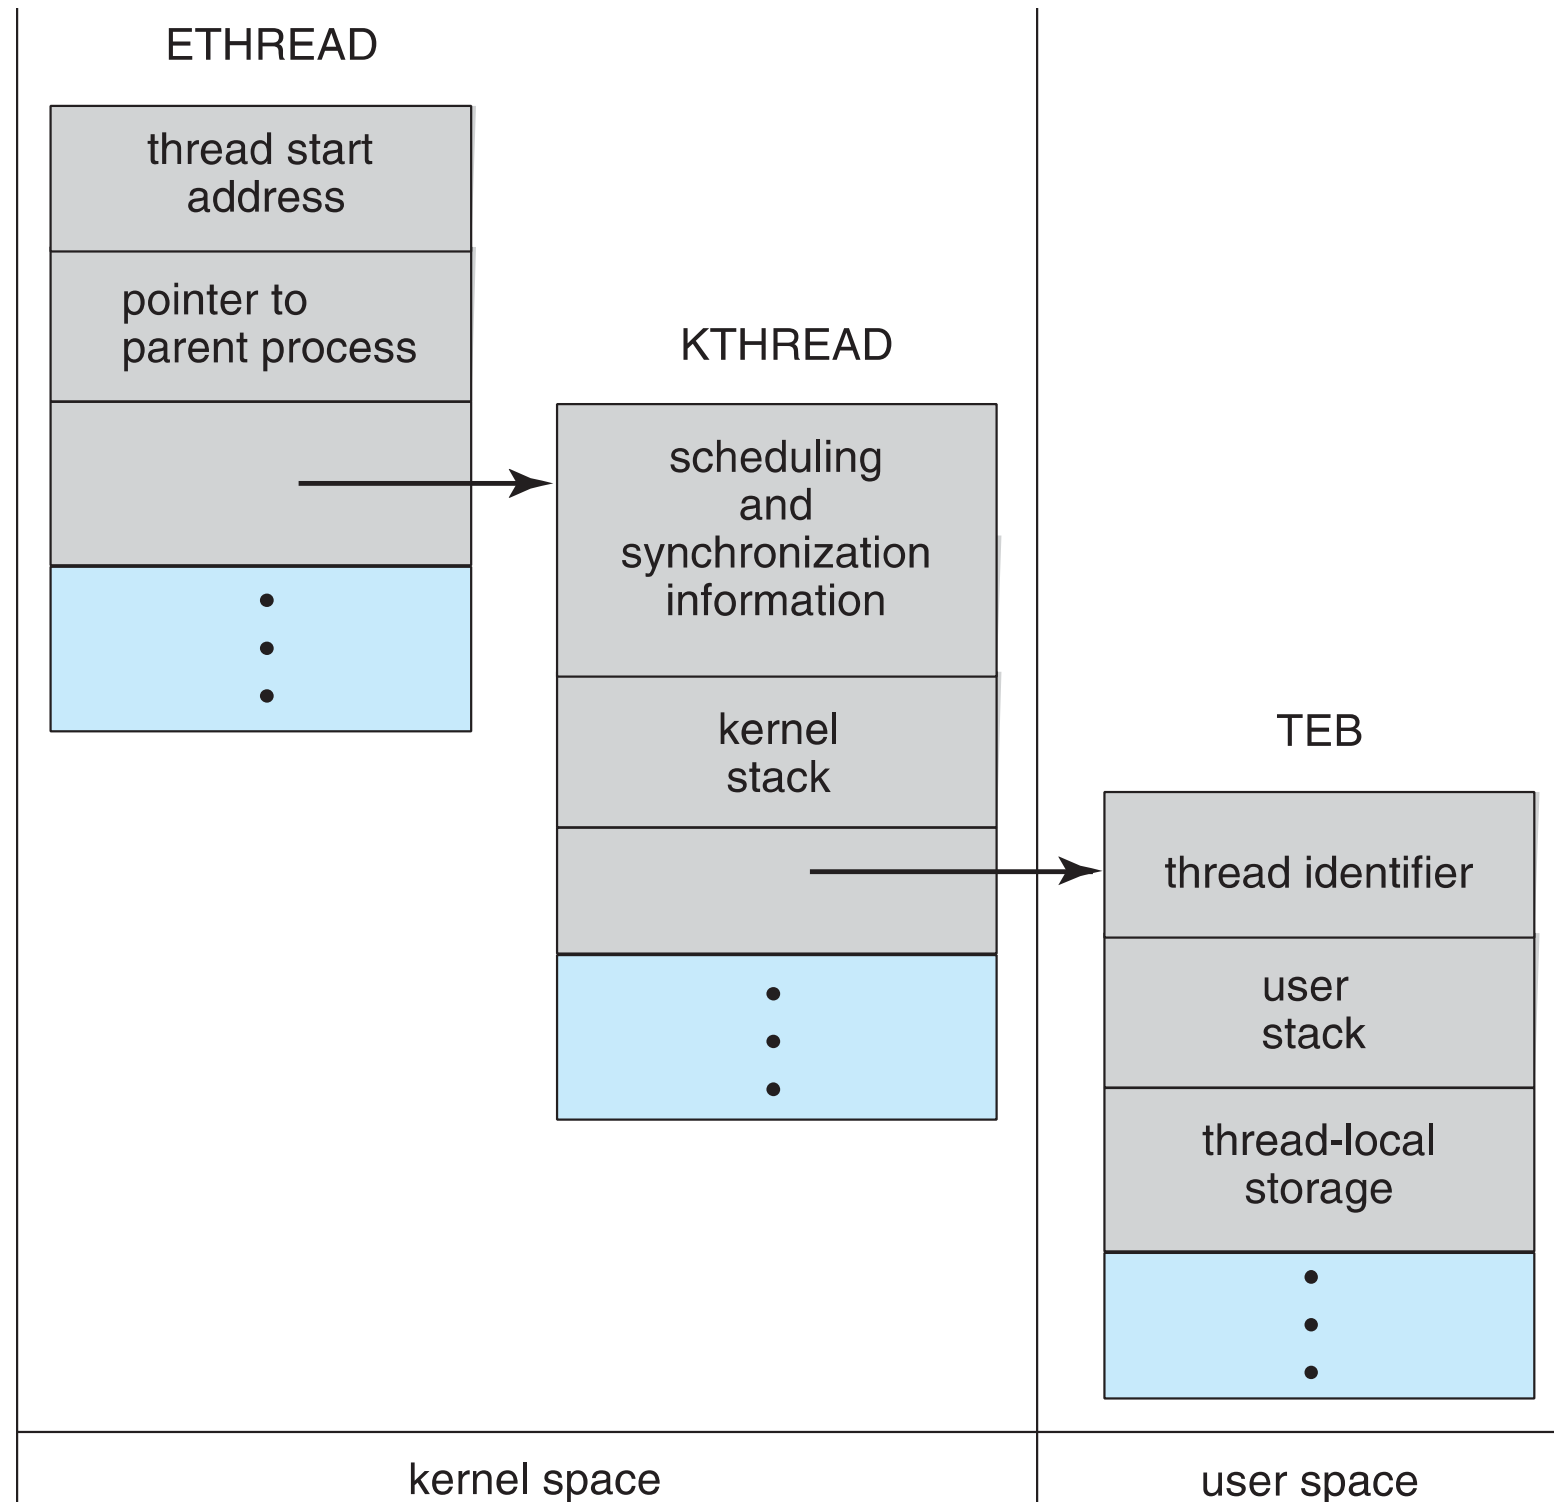 ETHREAD
thread start
address
pointer to
parent process
KTHREAD
scheduling
and
synchronization
information
kernel
stack
TEB
thread identifier
user
stack
thread-local
storage
kernel space
user space